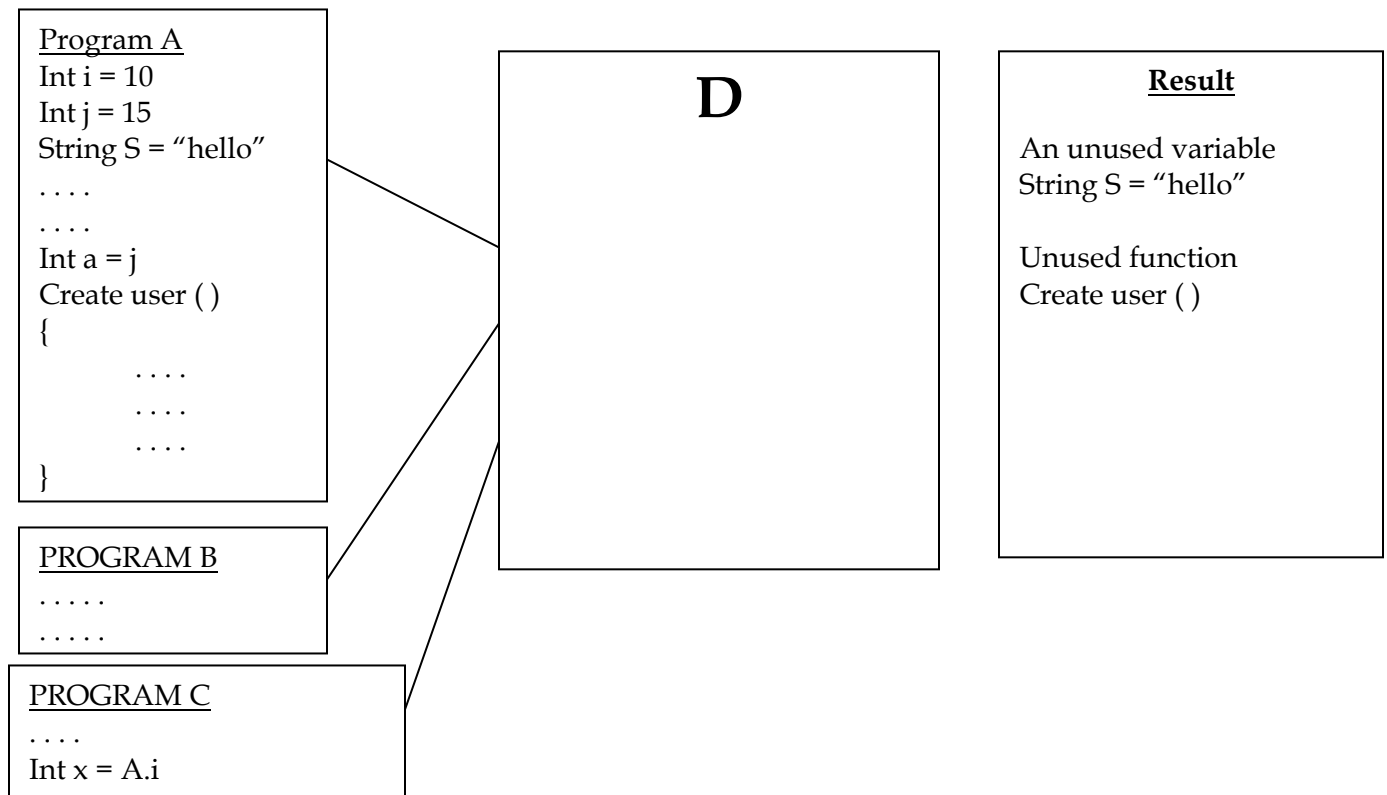 Program A
Int i = 10
Int j = 15
String S = “hello”
. . . .
. . . .
Int a = j
Create user ( )
{
. . . .
. . . .
. . . .
}
PROGRAM B
. . . . .
. . . . .
PROGRAM C
. . . .
Int x = A.i
D
Result
An unused variable
String S = “hello”
Unused function
Create user ( )